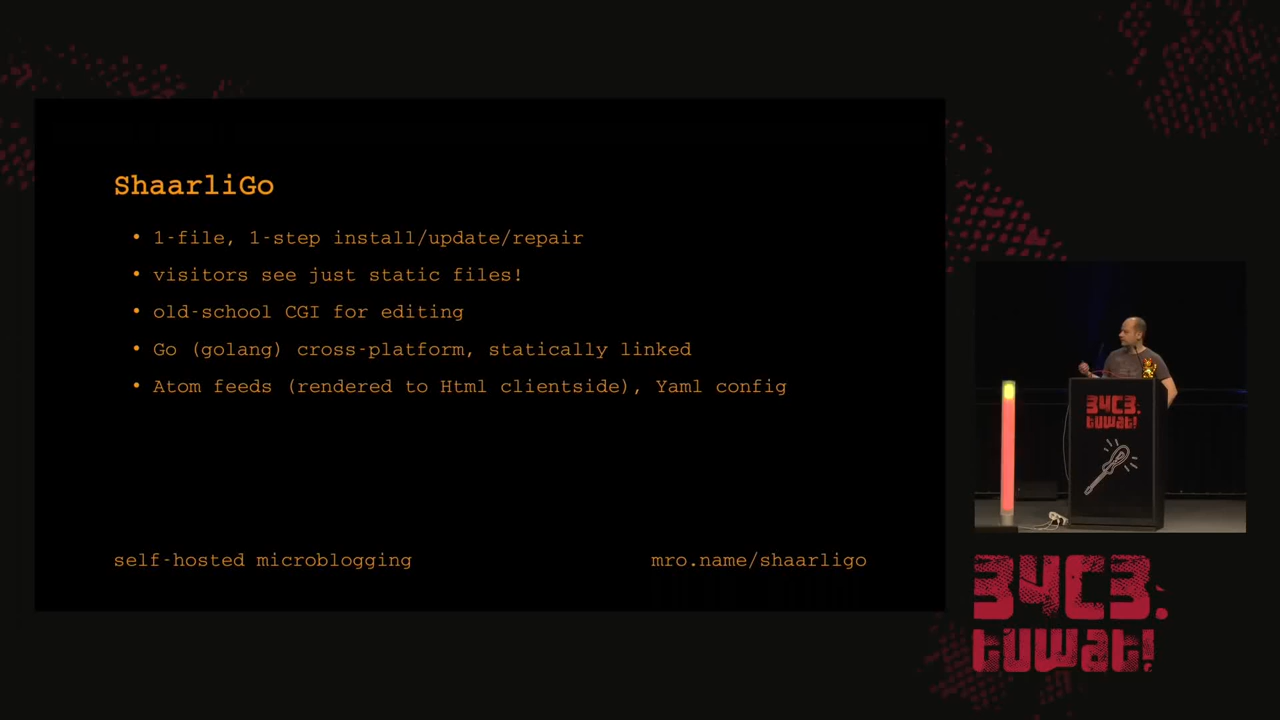 ShaarliGo
• 1-file, 1-step install/update/repair
• visitors see just static files!
• old-school CGI for editing
• Go (golang) cross-platform, statically linked
• Atom feeds (rendered to Html clientside), Yaml config
self-hosted microblogging
mro.name/shaarligo
34C3.
tuwat!
34C3.
tuwat!